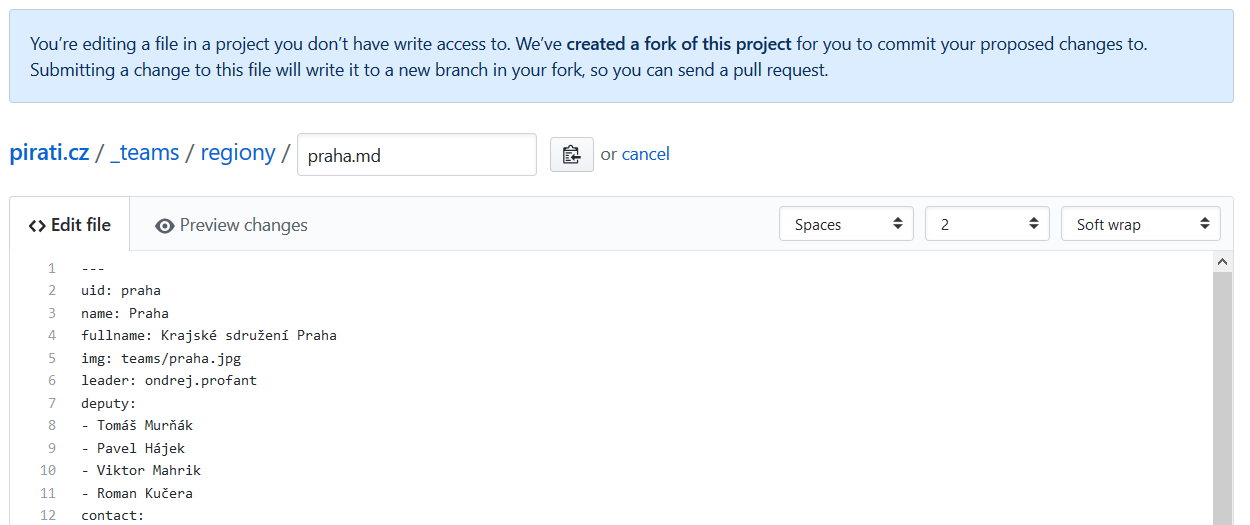 You’re editing a file in a project you don’t have write access to. We’ve created a fork of this project for you to commit your proposed changes to.
Submitting a change to this file will write it to a new branch in your fork, so you can send a pull request.
pirati.cz / _teams / regiony / praha.md or cancel
<> Edit file Preview changes Spaces 2 Soft wrap
1 ---
2 uid: praha
3 name: Praha
4 fullname: Krajské sdružení Praha
5 img: teams/praha.jpg
6 leader: ondrej.profant
7 deputy:
8 - Tomáš Murňák
9 - Pavel Hájek
10 - Viktor Mahrik
11 - Roman Kučera
12 contact: